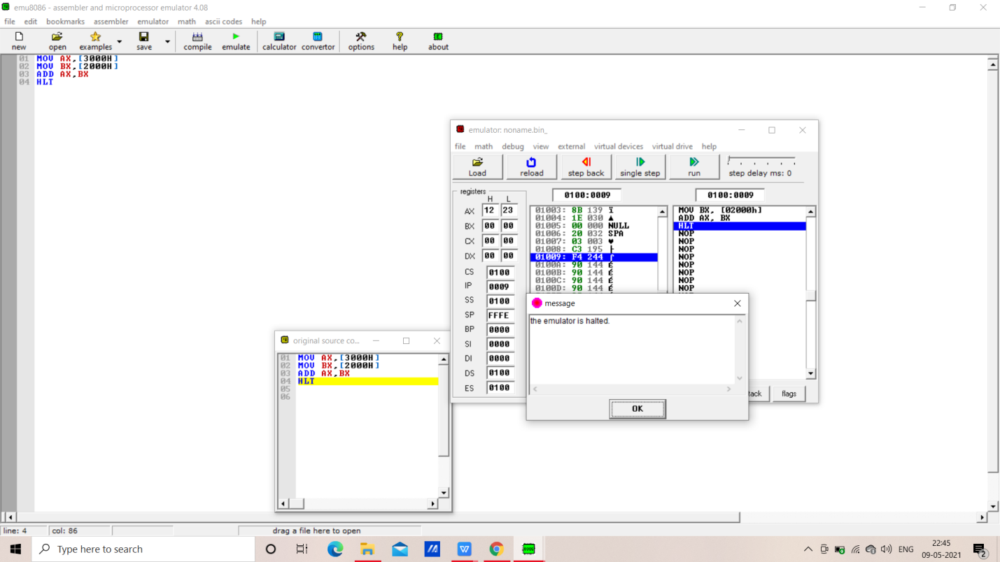 emu8086 - assembler and microprocessor emulator 4.08
file edit bookmarks assembler emulator math ascii codes help
new open examples save compile emulate calculator convertor options help about
01 MOV AX,[3000H]
02 MOV BX,[2000H]
03 ADD AX,BX
04 HLT
emulator: noname.bin_
file math debug view external virtual devices virtual drive help
Load reload step back single step run step delay ms: 0
registers
H L
AX 12 23
BX 00 00
CX 00 00
DX 00 00
CS 0100
IP 0009
SS 0100
SP FFFE
BP 0000
SI 0000
DI 0000
DS 0100
ES 0100
0100:0009
01003: 8B 139 ï
01004: 1E 030 ▲
01005: 00 000 NULL
01006: 20 032 SPA
01007: 03 003 ♥
01008: C3 195 ├
01009: F4 244 ⌠
0100A: 90 144 É
0100B: 90 144 É
0100C: 90 144 É
0100D: 90 144 É
0100:0009
MOV BX, [02000h]
ADD AX, BX
HLT
NOP
NOP
NOP
NOP
NOP
NOP
NOP
NOP
message
the emulator is halted.
OK
tack flags
original source co...
01 MOV AX,[3000H]
02 MOV BX,[2000H]
03 ADD AX,BX
04 HLT
05
06
line: 4 col: 86 drag a file here to open
Type here to search
ENG
22:45
09-05-2021
2